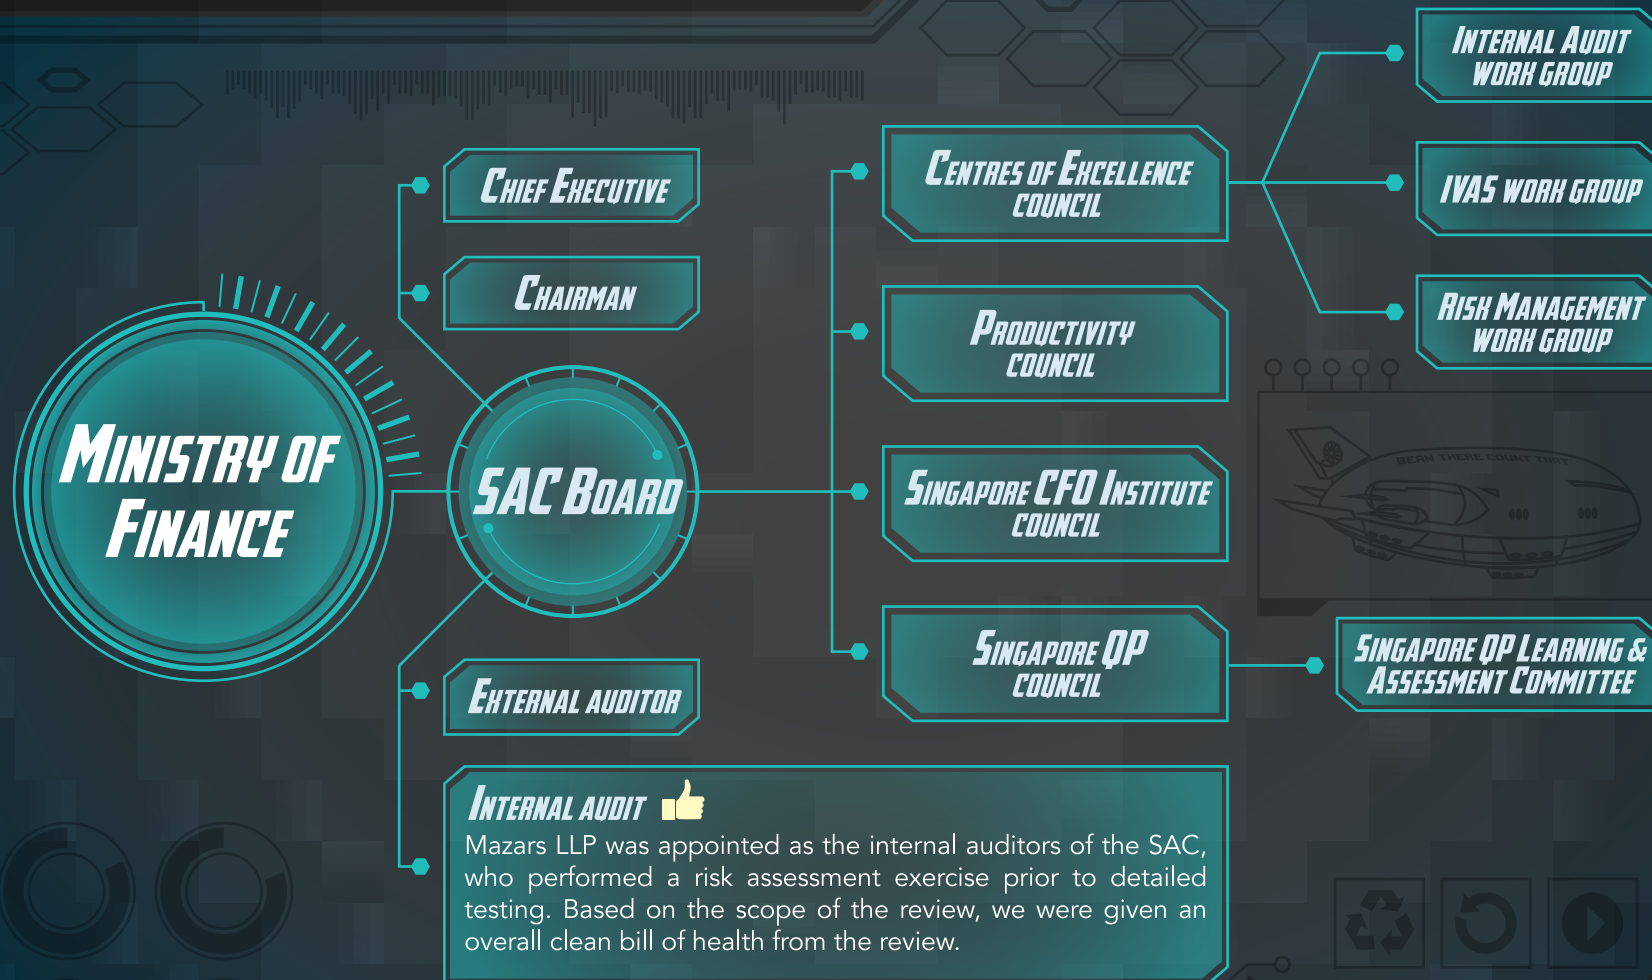 MINISTRY OF
FINANCE
CHIEF EXECUTIVE
CHAIRMAN
SAC BOARD
EXTERNAL AUDITOR
INTERNAL AUDIT
Mazars LLP was appointed as the internal auditors of the SAC,
who performed a risk assessment exercise prior to detailed
testing. Based on the scope of the review, we were given an
overall clean bill of health from the review.
CENTRES OF EXCELLENCE
COUNCIL
PRODUCTIVITY
COUNCIL
SINGAPORE CFO INSTITUTE
COUNCIL
SINGAPORE QP
COUNCIL
INTERNAL AUDIT
WORK GROUP
IVAS WORK GROUP
RISK MANAGEMENT
WORK GROUP
BEAN THERE COUNT THAT
SINGAPORE QP LEARNING &
ASSESSMENT COMMITTEE